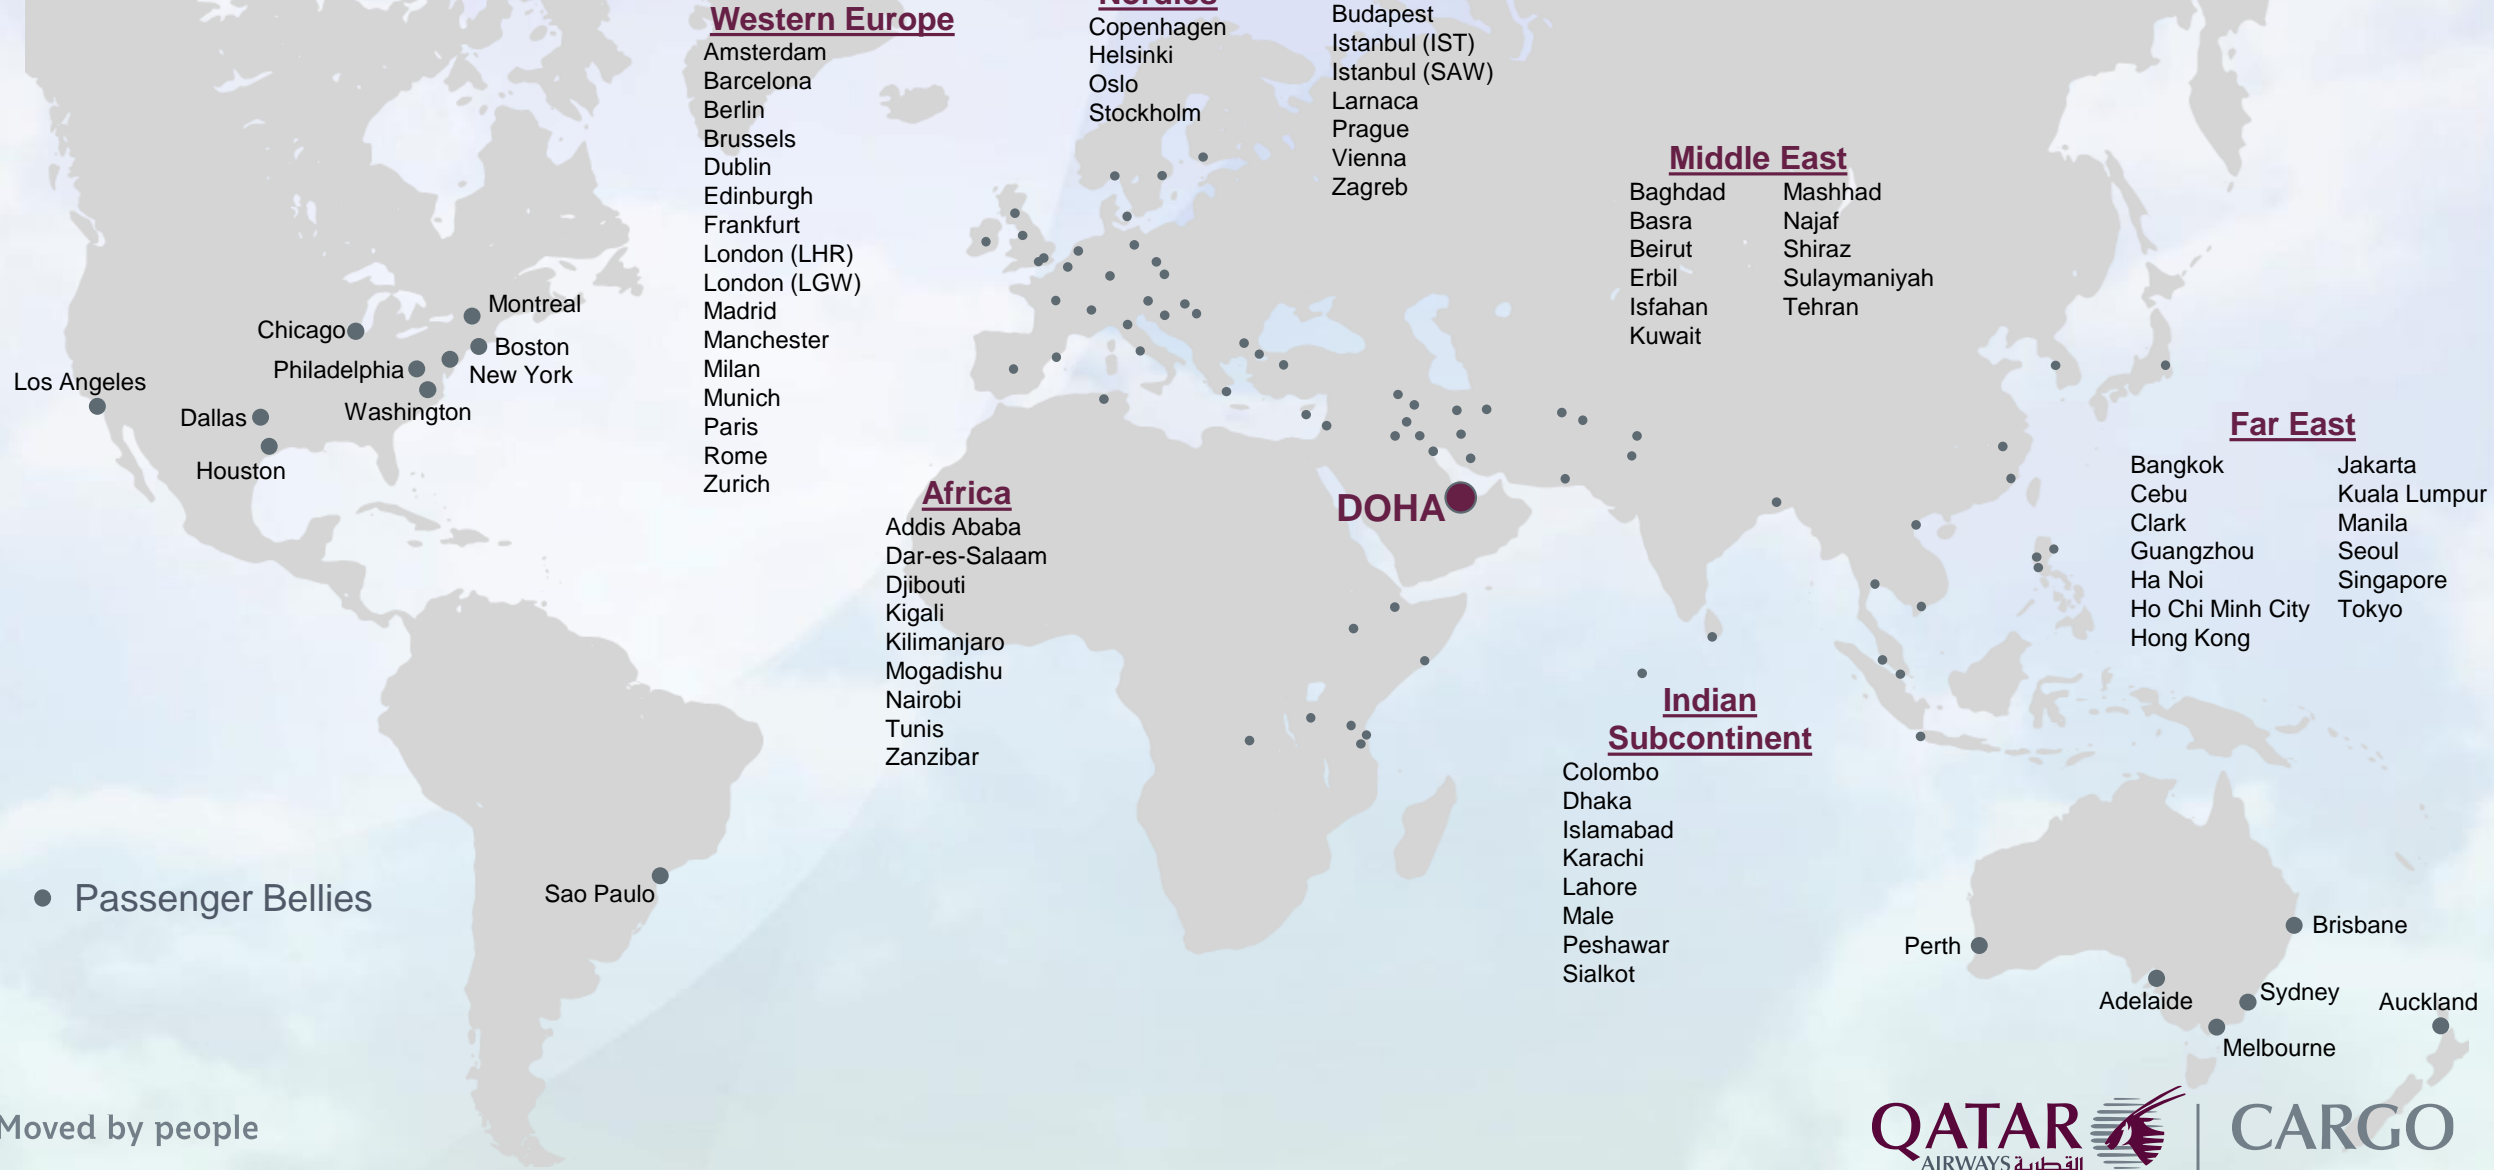 Western Europe
Amsterdam
Barcelona
Berlin
Brussels
Dublin
Edinburgh
Frankfurt
London (LHR)
London (LGW)
Madrid
Manchester
Milan
Munich
Paris
Rome
Zurich
Nordics
Copenhagen
Helsinki
Oslo
Stockholm
Budapest
Istanbul (IST)
Istanbul (SAW)
Larnaca
Prague
Vienna
Zagreb
Middle East
Baghdad
Basra
Beirut
Erbil
Isfahan
Kuwait
Mashhad
Najaf
Shiraz
Sulaymaniyah
Tehran
Montreal
Chicago
Boston
Philadelphia
New York
Los Angeles
Washington
Dallas
Houston
Far East
Bangkok
Cebu
Clark
Guangzhou
Ha Noi
Ho Chi Minh City
Hong Kong
Jakarta
Kuala Lumpur
Manila
Seoul
Singapore
Tokyo
Africa
Addis Ababa
Dar-es-Salaam
Djibouti
Kigali
Kilimanjaro
Mogadishu
Nairobi
Tunis
Zanzibar
DOHA
Indian
Subcontinent
Colombo
Dhaka
Islamabad
Karachi
Lahore
Male
Peshawar
Sialkot
Passenger Bellies
Sao Paulo
Perth
Brisbane
Adelaide
Sydney
Auckland
Melbourne
Moved by people
QATAR
AIRWAYS القطرية
CARGO